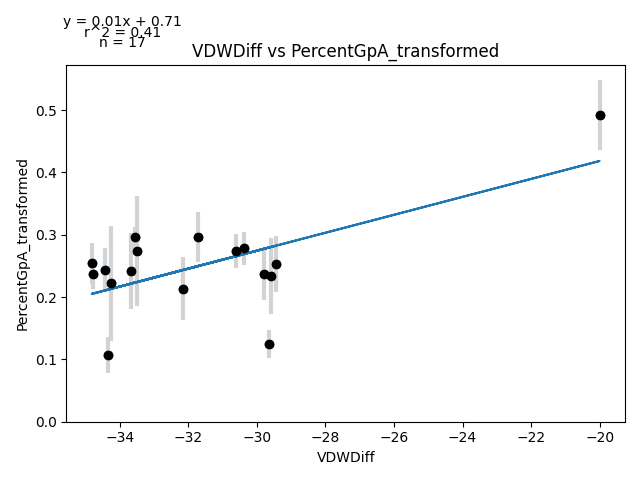 y = 0.01x + 0.71
r^2 = 0.41
n = 17
VDWDiff vs PercentGpA_transformed
PercentGpA_transformed
0.5
0.4
0.3
0.2
0.1
0.0
−34 −32 −30 −28 −26 −24 −22 −20
VDWDiff